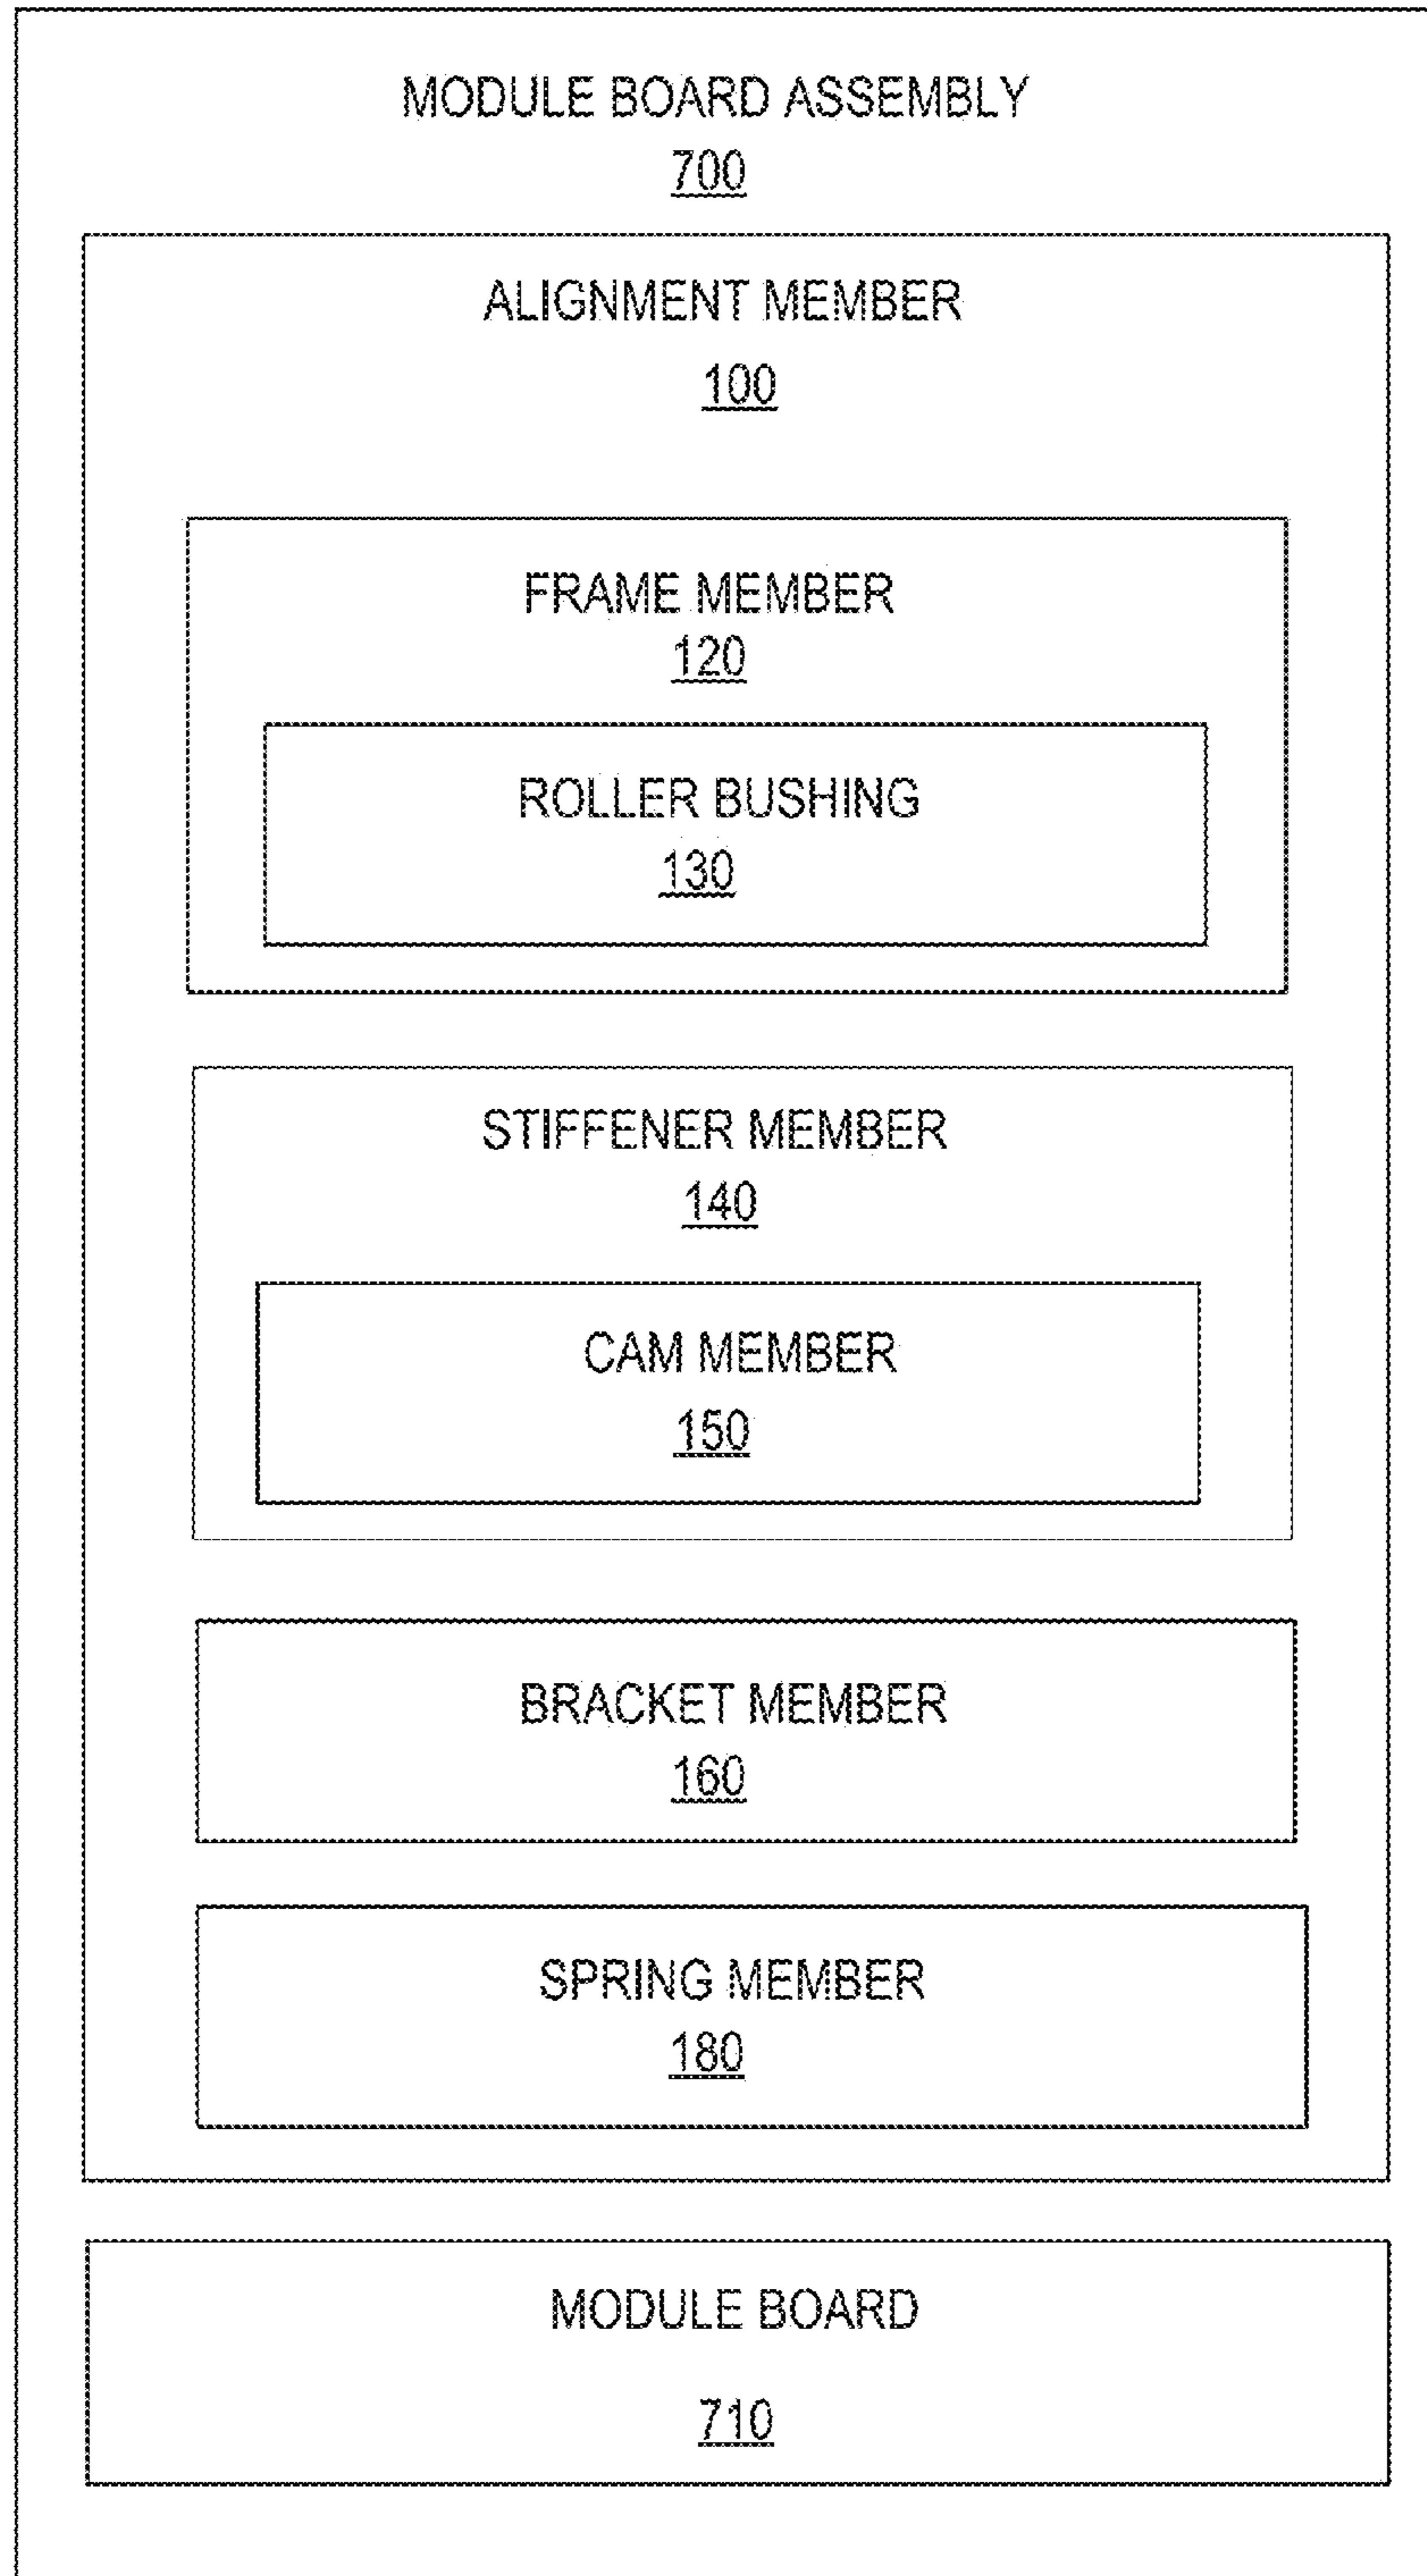 MODULE BOARD ASSEMBLY
700
ALIGNMENT MEMBER
100
FRAME MEMBER
120
ROLLER BUSHING
130
STIFFENER MEMBER
140
CAM MEMBER
150
BRACKET MEMBER
160
SPRING MEMBER
180
MODULE BOARD
710